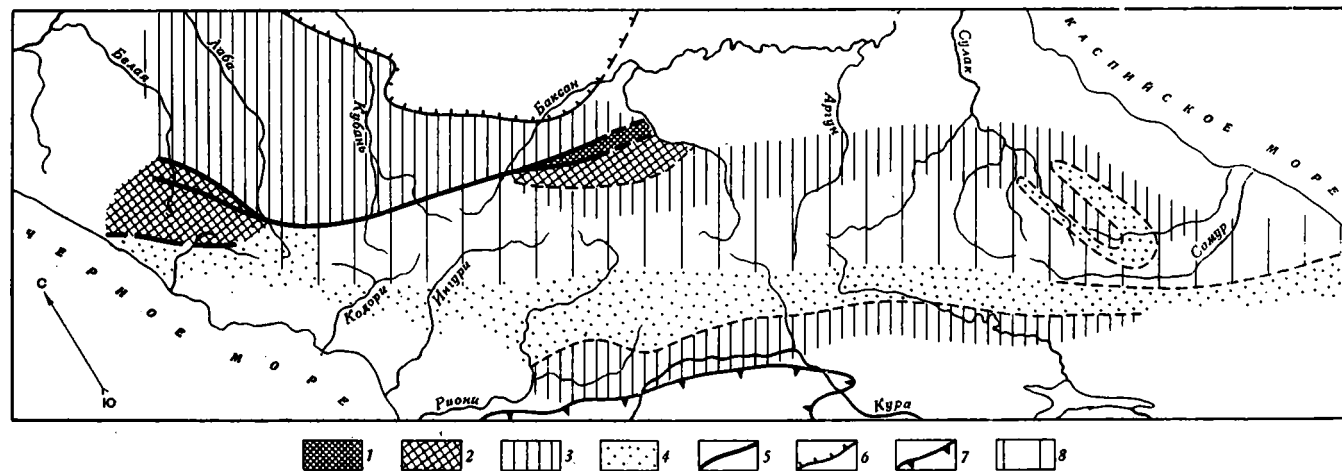 Белая
Лаба
Кубань
Баксан
Аргун
Сулак
КАСПИЙСКОЕ МОРЕ
Самур
ЧЕРНОЕ МОРЕ
С
Ю
Кодори
Ингури
Риони
Кура
1 2 3 4 5 6 7 8